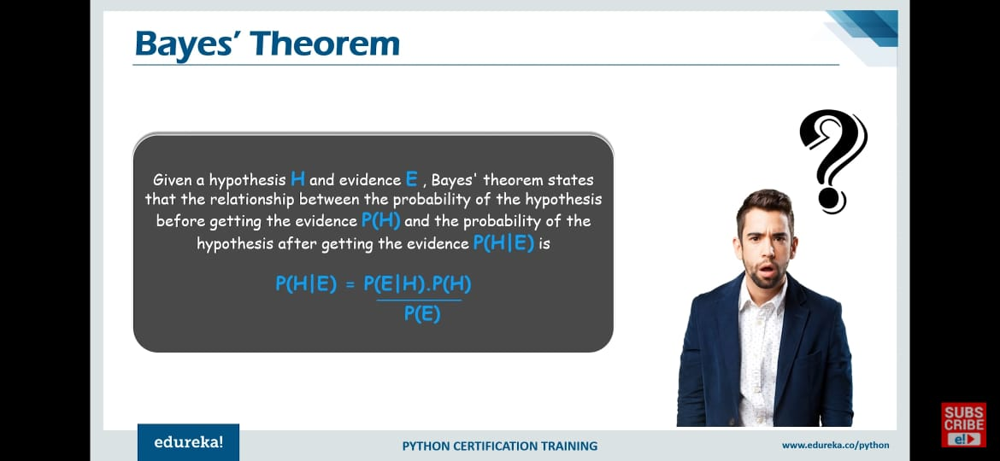 Bayes’ Theorem
Given a hypothesis H and evidence E , Bayes' theorem states
that the relationship between the probability of the hypothesis
before getting the evidence P(H) and the probability of the
hypothesis after getting the evidence P(H|E) is
P(H|E) = P(E|H).P(H)
P(E)
?
edureka!
PYTHON CERTIFICATION TRAINING
www.edureka.co/python
SUBS
CRIBE
e!